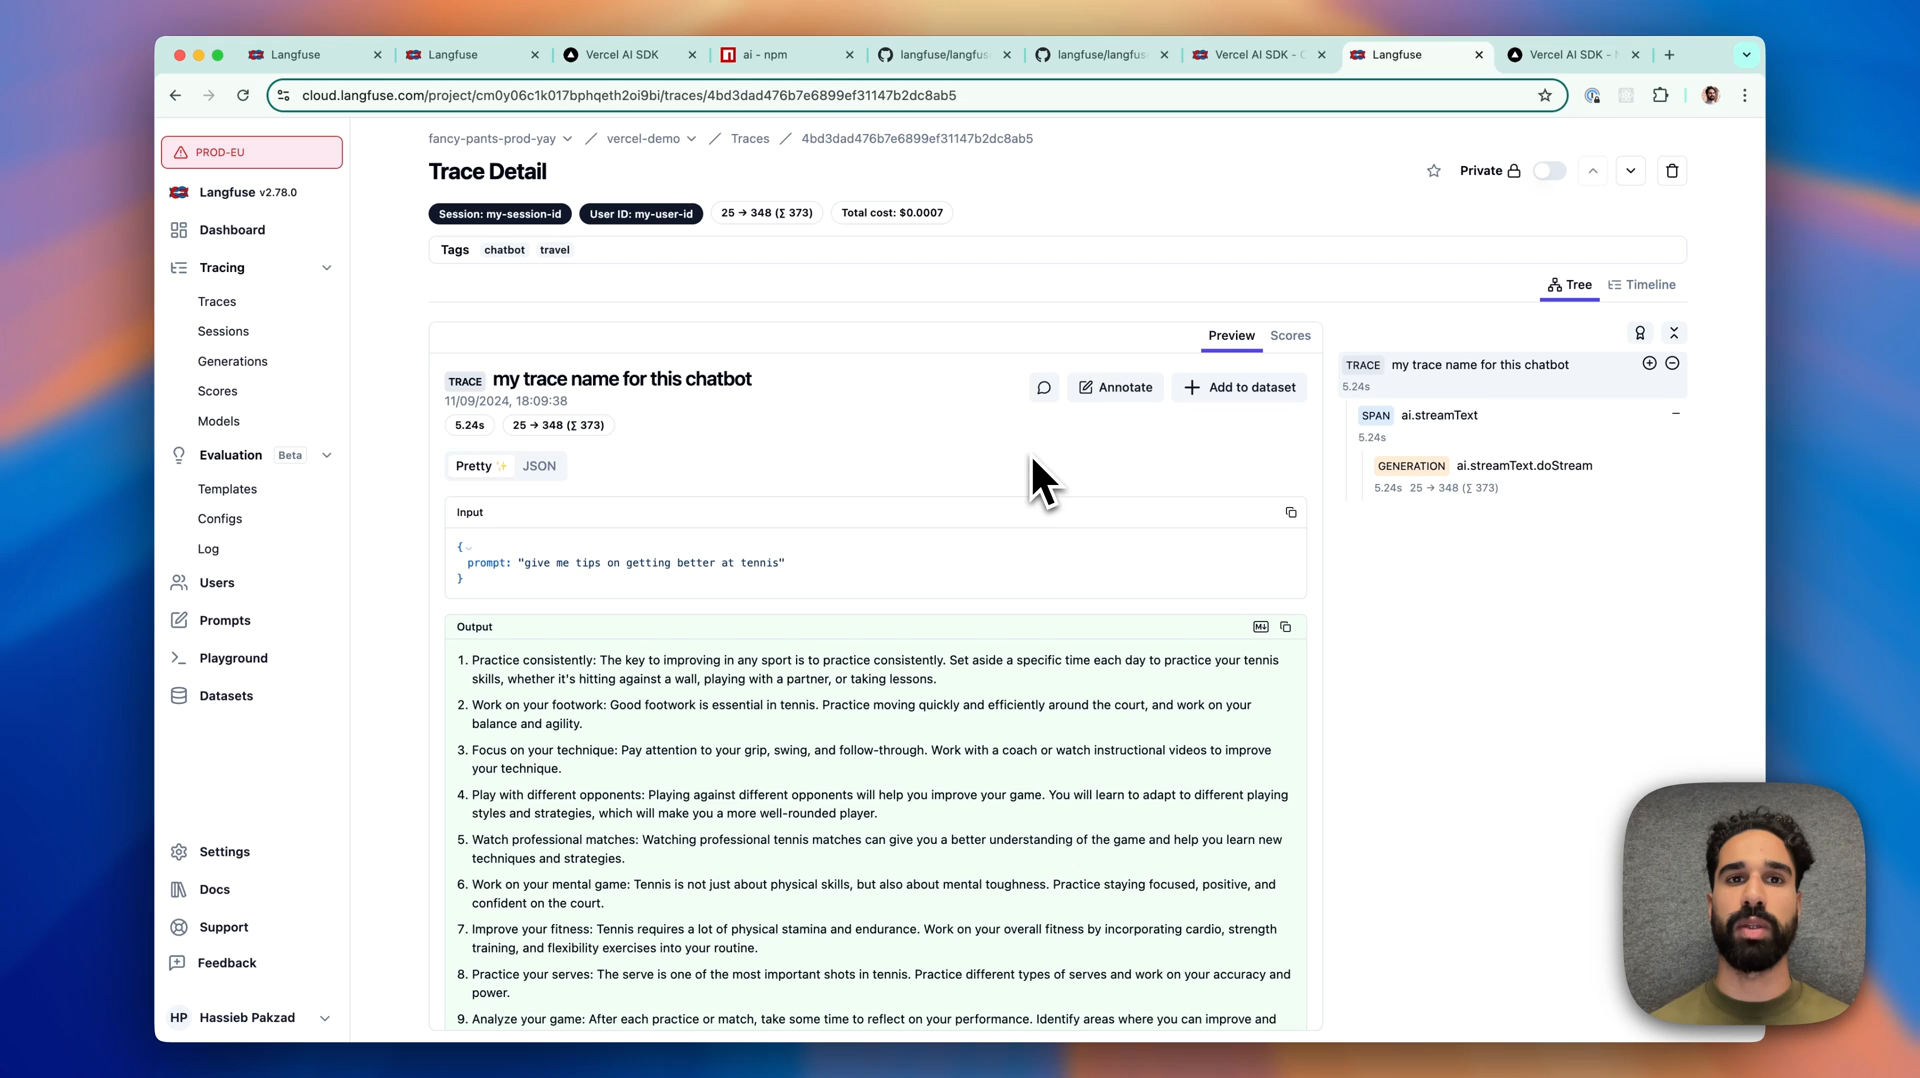 Langfuse
Langfuse
Vercel AI SDK
ai - npm
langfuse/langfus
langfuse/langfus
Vercel AI SDK - C
Langfuse
Vercel AI SDK - N
cloud.langfuse.com/project/cm0y06c1k017bphqeth2oi9bi/traces/4bd3dad476b7e6899ef31147b2dc8ab5
PROD-EU
Langfuse v2.78.0
Dashboard
Tracing
Traces
Sessions
Generations
Scores
Models
Evaluation Beta
Templates
Configs
Log
Users
Prompts
Playground
Datasets
Settings
Docs
Support
Feedback
HP Hassieb Pakzad
fancy-pants-prod-yay / vercel-demo / Traces / 4bd3dad476b7e6899ef31147b2dc8ab5
Trace Detail
Private
Session: my-session-id
User ID: my-user-id
25 → 348 (∑ 373)
Total cost: $0.0007
Tags chatbot travel
Tree
Timeline
Preview
Scores
TRACE my trace name for this chatbot
11/09/2024, 18:09:38
5.24s
25 → 348 (∑ 373)
Annotate
Add to dataset
Pretty ✨ JSON
Input
{
prompt: "give me tips on getting better at tennis"
}
Output
1. Practice consistently: The key to improving in any sport is to practice consistently. Set aside a specific time each day to practice your tennis
skills, whether it's hitting against a wall, playing with a partner, or taking lessons.
2. Work on your footwork: Good footwork is essential in tennis. Practice moving quickly and efficiently around the court, and work on your
balance and agility.
3. Focus on your technique: Pay attention to your grip, swing, and follow-through. Work with a coach or watch instructional videos to improve
your technique.
4. Play with different opponents: Playing against different opponents will help you improve your game. You will learn to adapt to different playing
styles and strategies, which will make you a more well-rounded player.
5. Watch professional matches: Watching professional tennis matches can give you a better understanding of the game and help you learn new
techniques and strategies.
6. Work on your mental game: Tennis is not just about physical skills, but also about mental toughness. Practice staying focused, positive, and
confident on the court.
7. Improve your fitness: Tennis requires a lot of physical stamina and endurance. Work on your overall fitness by incorporating cardio, strength
training, and flexibility exercises into your routine.
8. Practice your serves: The serve is one of the most important shots in tennis. Practice different types of serves and work on your accuracy and
power.
9. Analyze your game: After each practice or match, take some time to reflect on your performance. Identify areas where you can improve and
TRACE my trace name for this chatbot
5.24s
SPAN ai.streamText
5.24s
GENERATION ai.streamText.doStream
5.24s 25 → 348 (∑ 373)